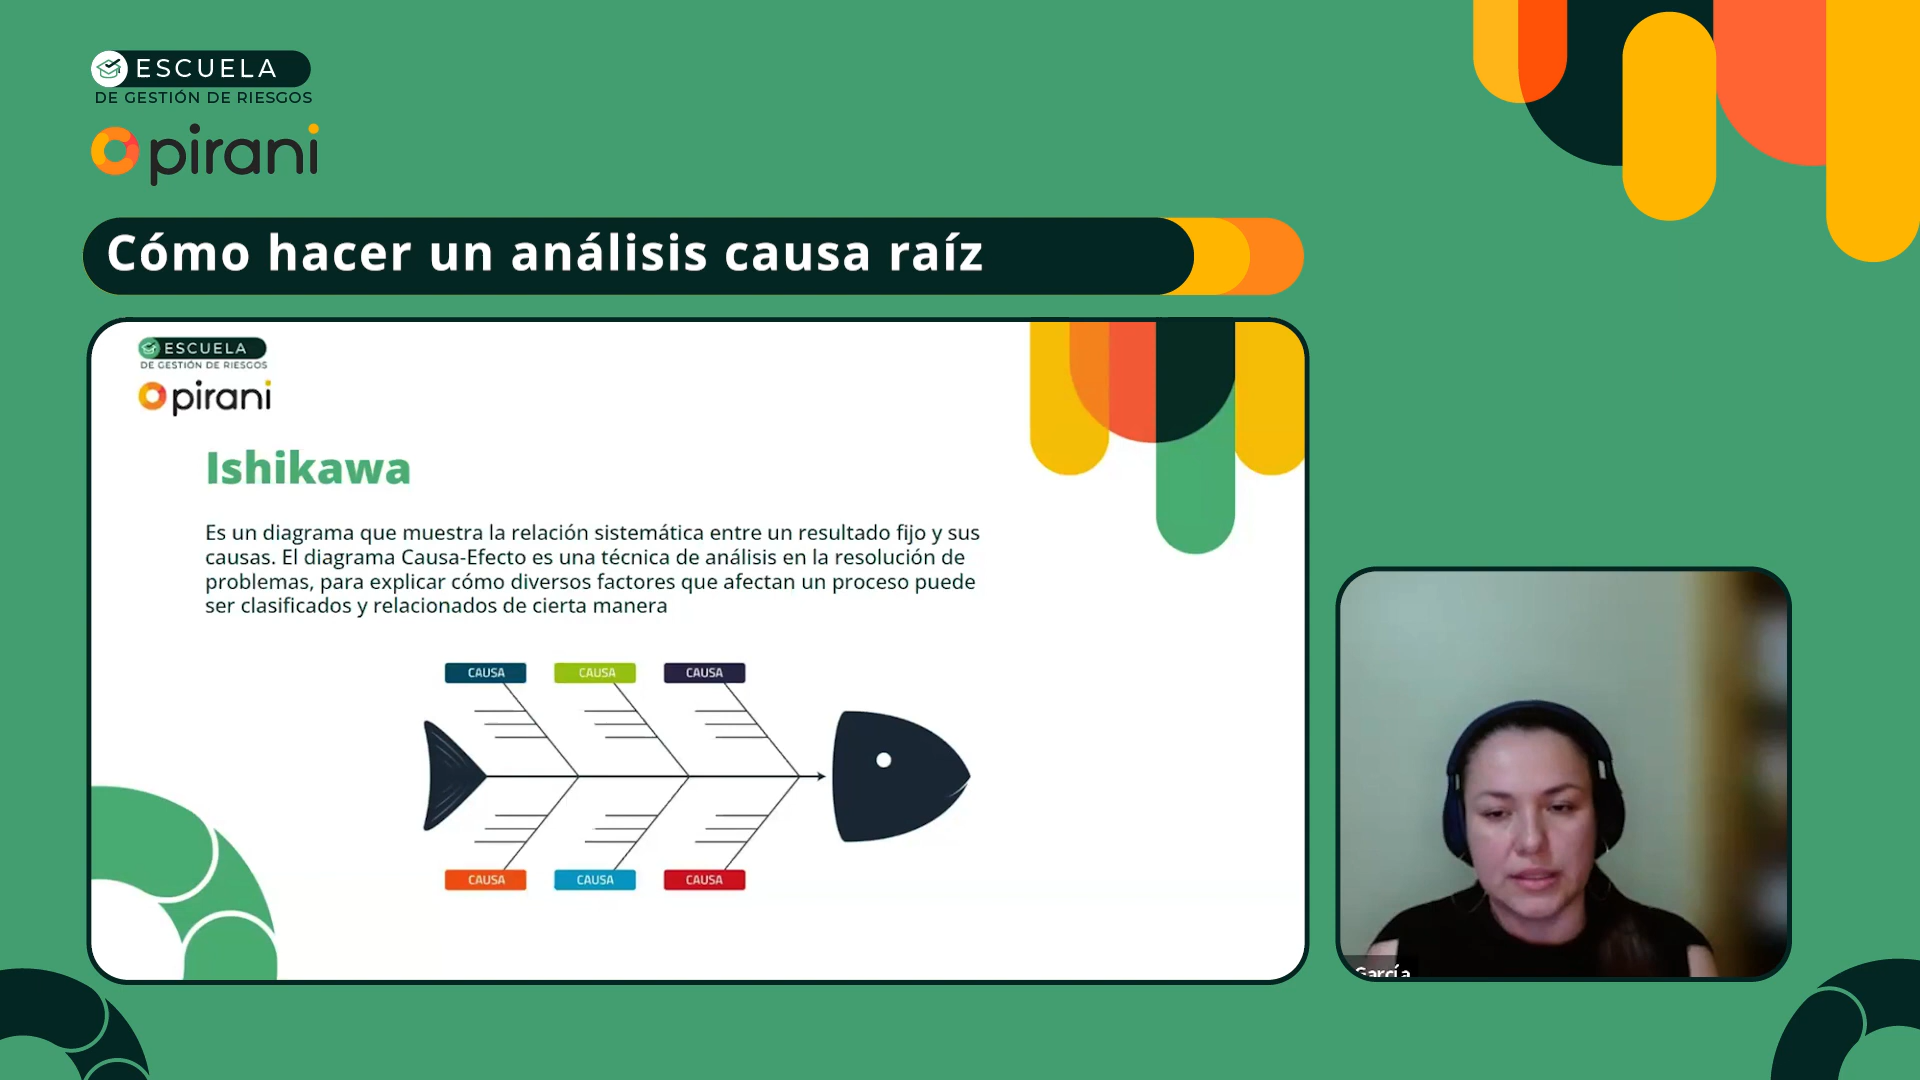 ESCUELA
DE GESTIÓN DE RIESGOS
pirani
Cómo hacer un análisis causa raíz
ESCUELA
DE GESTIÓN DE RIESGOS
pirani
Ishikawa
Es un diagrama que muestra la relación sistemática entre un resultado fijo y sus
causas. El diagrama Causa-Efecto es una técnica de análisis en la resolución de
problemas, para explicar cómo diversos factores que afectan un proceso puede
ser clasificados y relacionados de cierta manera
CAUSA CAUSA CAUSA
CAUSA CAUSA CAUSA
García